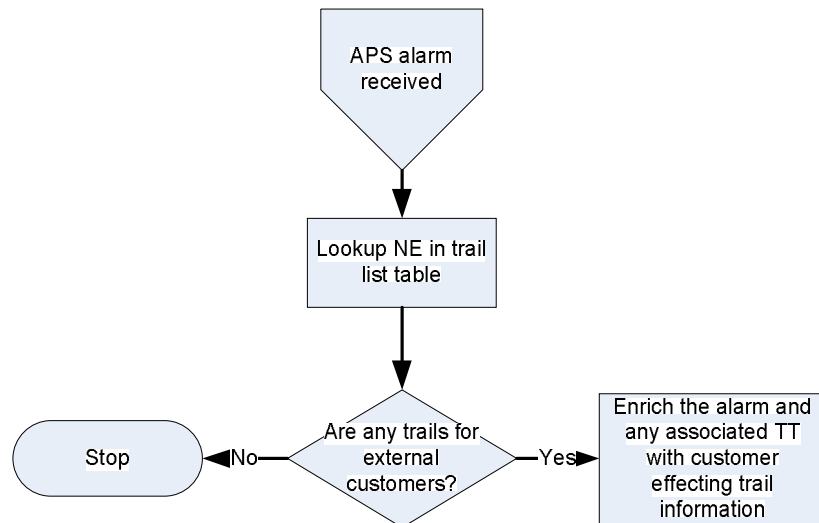 APS alarm
received
Lookup NE in trail
list table
Are any trails for
external
customers?
No
Stop
Yes
Enrich the alarm and
any associated TT
with customer
effecting trail
information